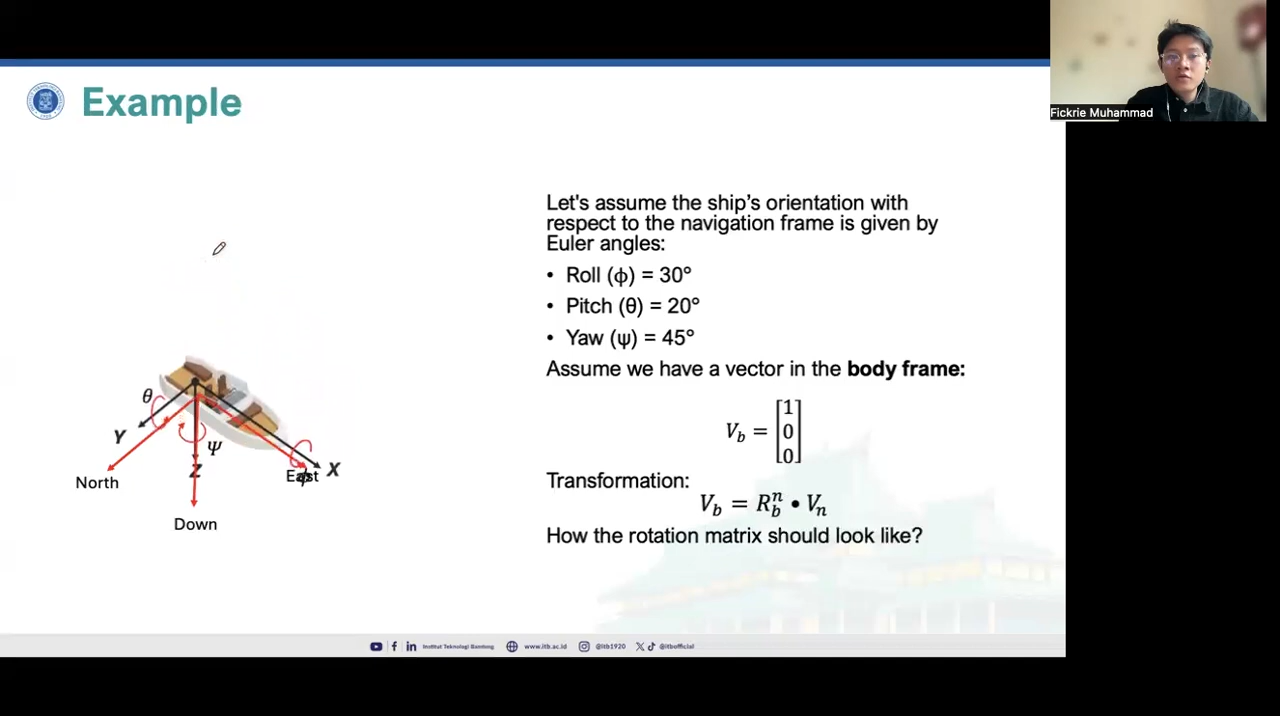 Fickrie Muhammad
Example
Let's assume the ship's orientation with
respect to the navigation frame is given by
Euler angles:
• Roll (ϕ) = 30°
• Pitch (θ) = 20°
• Yaw (ψ) = 45°
Assume we have a vector in the body frame:
V_b = [1 0 0]
Transformation:
V_b = R_b^n • V_n
How the rotation matrix should look like?
θ
Y
Ψ
Z
X
North
East
ϕ
Down
Institut Teknologi Bandung
www.itb.ac.id
@itb1920
@itbofficial